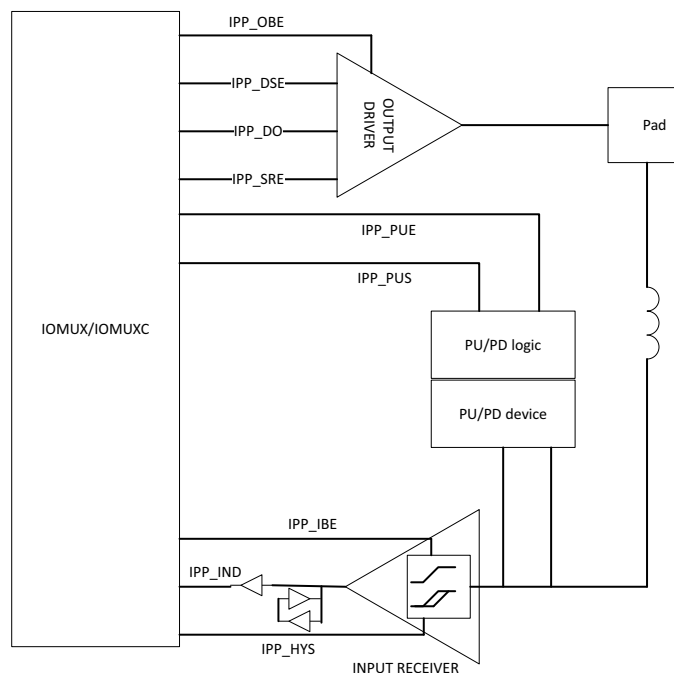 IPP_OBE
IPP_DSE
OUTPUT
DRIVER
IPP_DO
Pad
IPP_SRE
IPP_PUE
IPP_PUS
IOMUX/IOMUXC
PU/PD logic
PU/PD device
IPP_IBE
IPP_IND
IPP_HYS
INPUT RECEIVER